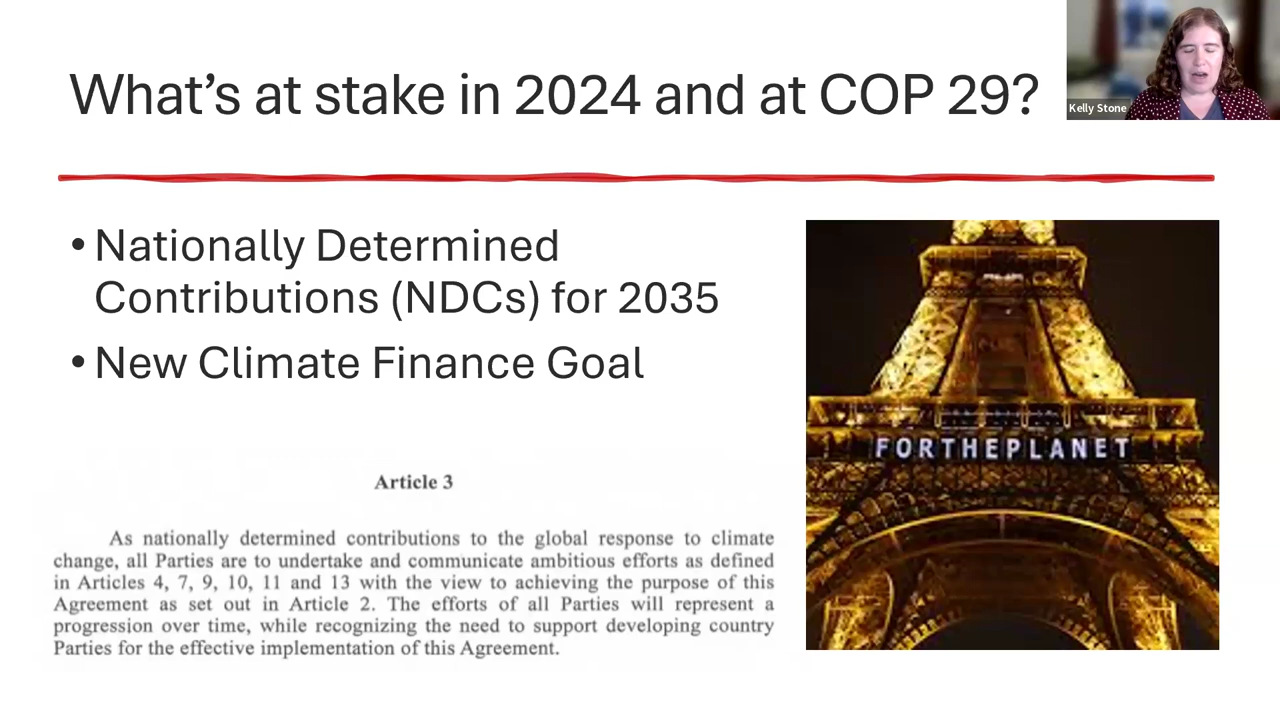 What's at stake in 2024 and at COP 29?
Kelly Stone
• Nationally Determined
Contributions (NDCs) for 2035
• New Climate Finance Goal
FORTHEPLANET
Article 3
As nationally determined contributions to the global response to climate
change, all Parties are to undertake and communicate ambitious efforts as defined
in Articles 4, 7, 9, 10, 11 and 13 with the view to achieving the purpose of this
Agreement as set out in Article 2. The efforts of all Parties will represent a
progression over time, while recognizing the need to support developing country
Parties for the effective implementation of this Agreement.